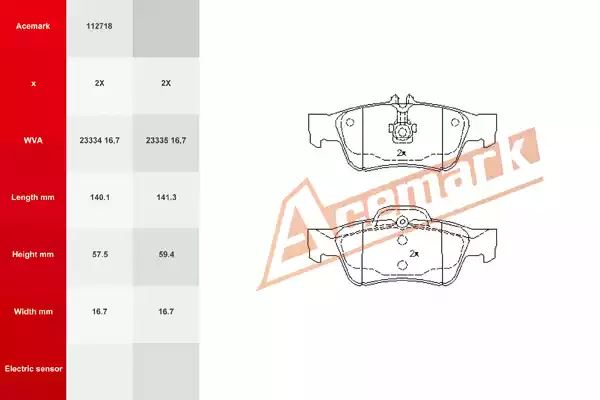 Acemark 112718
x 2X 2X
WVA 23334 16,7 23335 16,7
Length mm 140.1 141.3
Height mm 57.5 59.4
Width mm 16.7 16.7
Electric sensor
2x
2x
Acemark